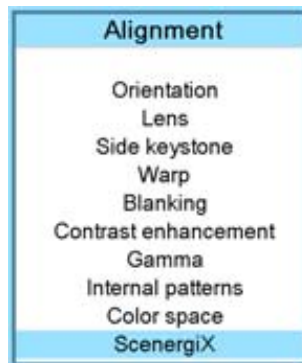 Alignment
Orientation
Lens
Side keystone
Warp
Blanking
Contrast enhancement
Gamma
Internal patterns
Color space
ScenergiX